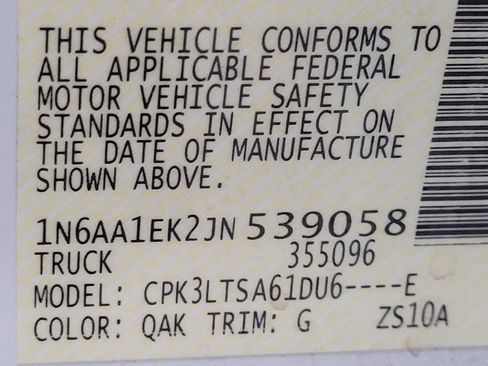 THIS VEHICLE CONFORMS TO
ALL APPLICABLE FEDERAL
MOTOR VEHICLE SAFETY
STANDARDS IN EFFECT ON
THE DATE OF MANUFACTURE
SHOWN ABOVE.
1N6AA1EK2JN539058
TRUCK 355096
MODEL: CPK3LTSA61DU6----E
COLOR: QAK TRIM: G ZS10A